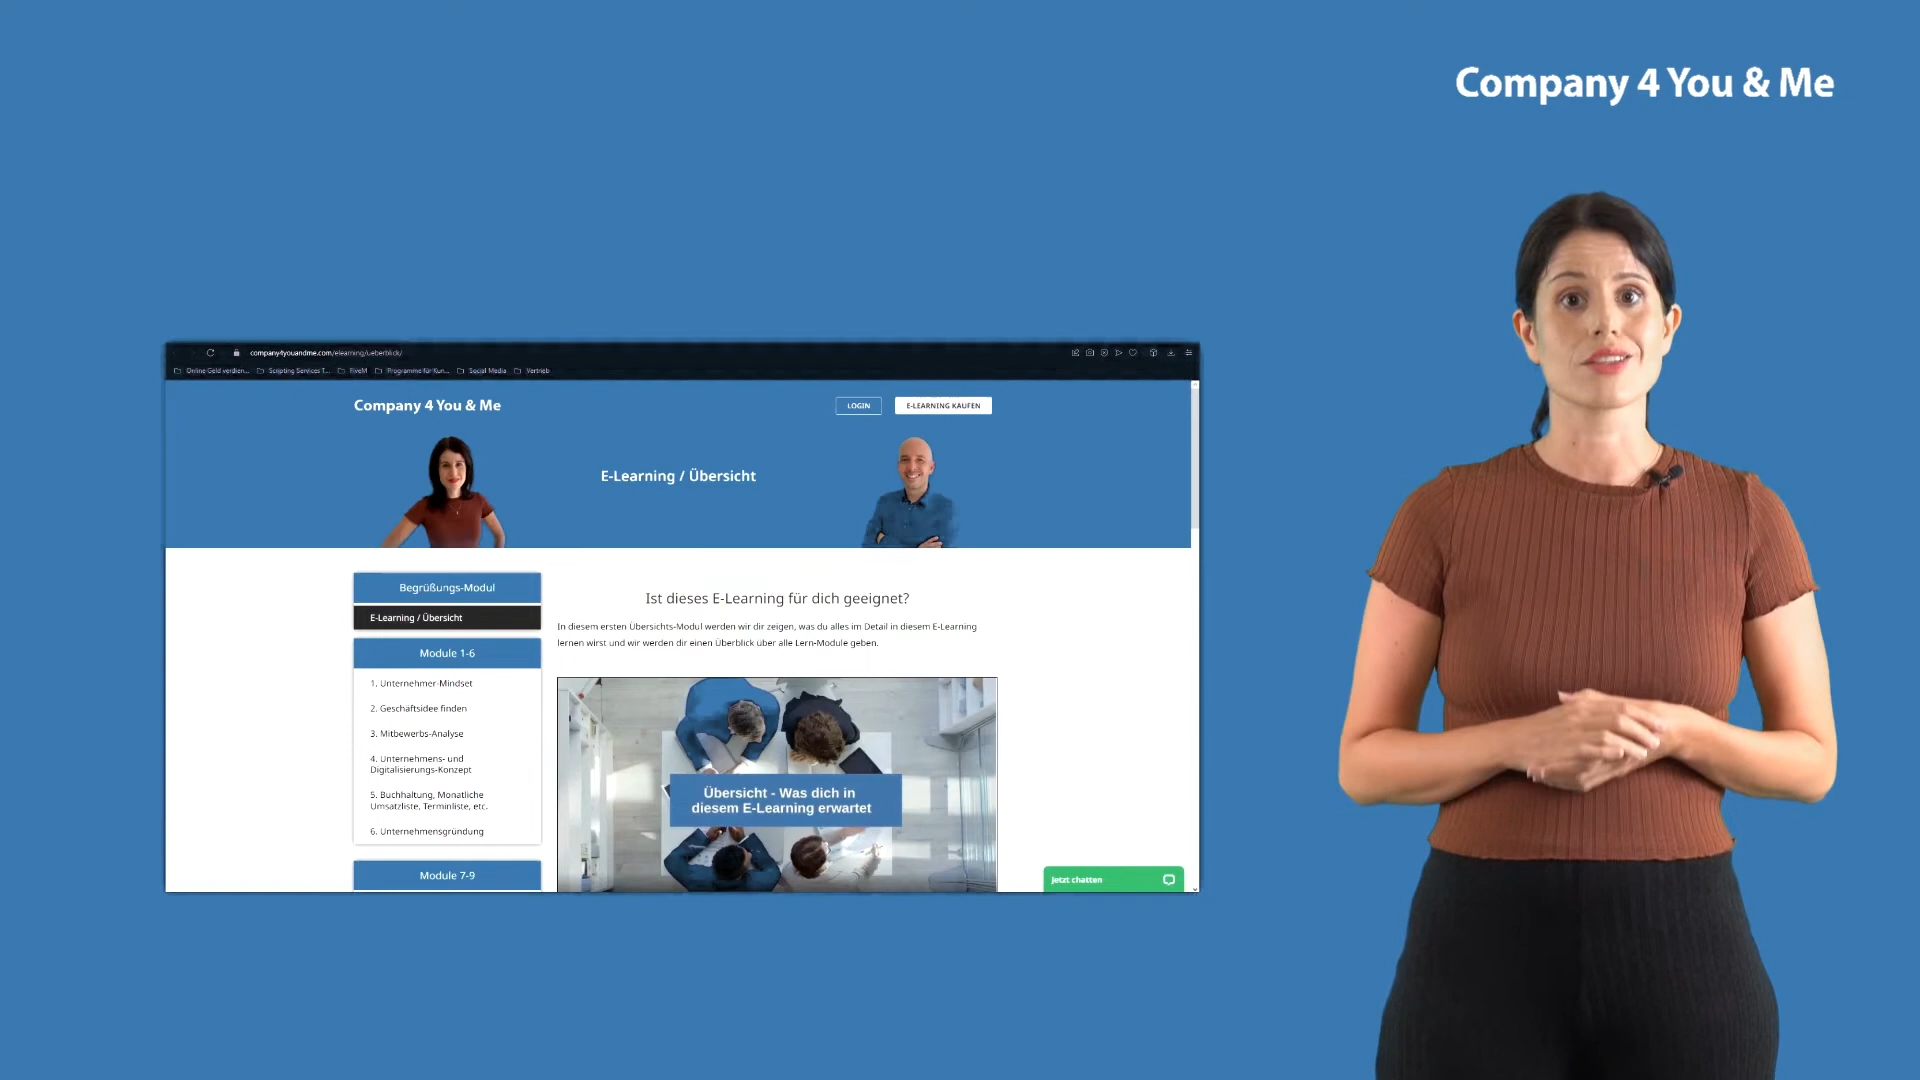 Company 4 You & Me
company4youandme.com/elearning/ueberblick/
Online Geld verdien... Scripting Services T... FiveM Programme für Kun... Social Media Vertrieb
Company 4 You & Me
LOGIN
E-LEARNING KAUFEN
E-Learning / Übersicht
Begrüßungs-Modul
E-Learning / Übersicht
Module 1-6
1. Unternehmer-Mindset
2. Geschäftsidee finden
3. Mitbewerbs-Analyse
4. Unternehmens- und
Digitalisierungs-Konzept
5. Buchhaltung, Monatliche
Umsatzliste, Terminliste, etc.
6. Unternehmensgründung
Module 7-9
Ist dieses E-Learning für dich geeignet?
In diesem ersten Übersichts-Modul werden wir dir zeigen, was du alles im Detail in diesem E-Learning
lernen wirst und wir werden dir einen Überblick über alle Lern-Module geben.
Übersicht - Was dich in
diesem E-Learning erwartet
Jetzt chatten